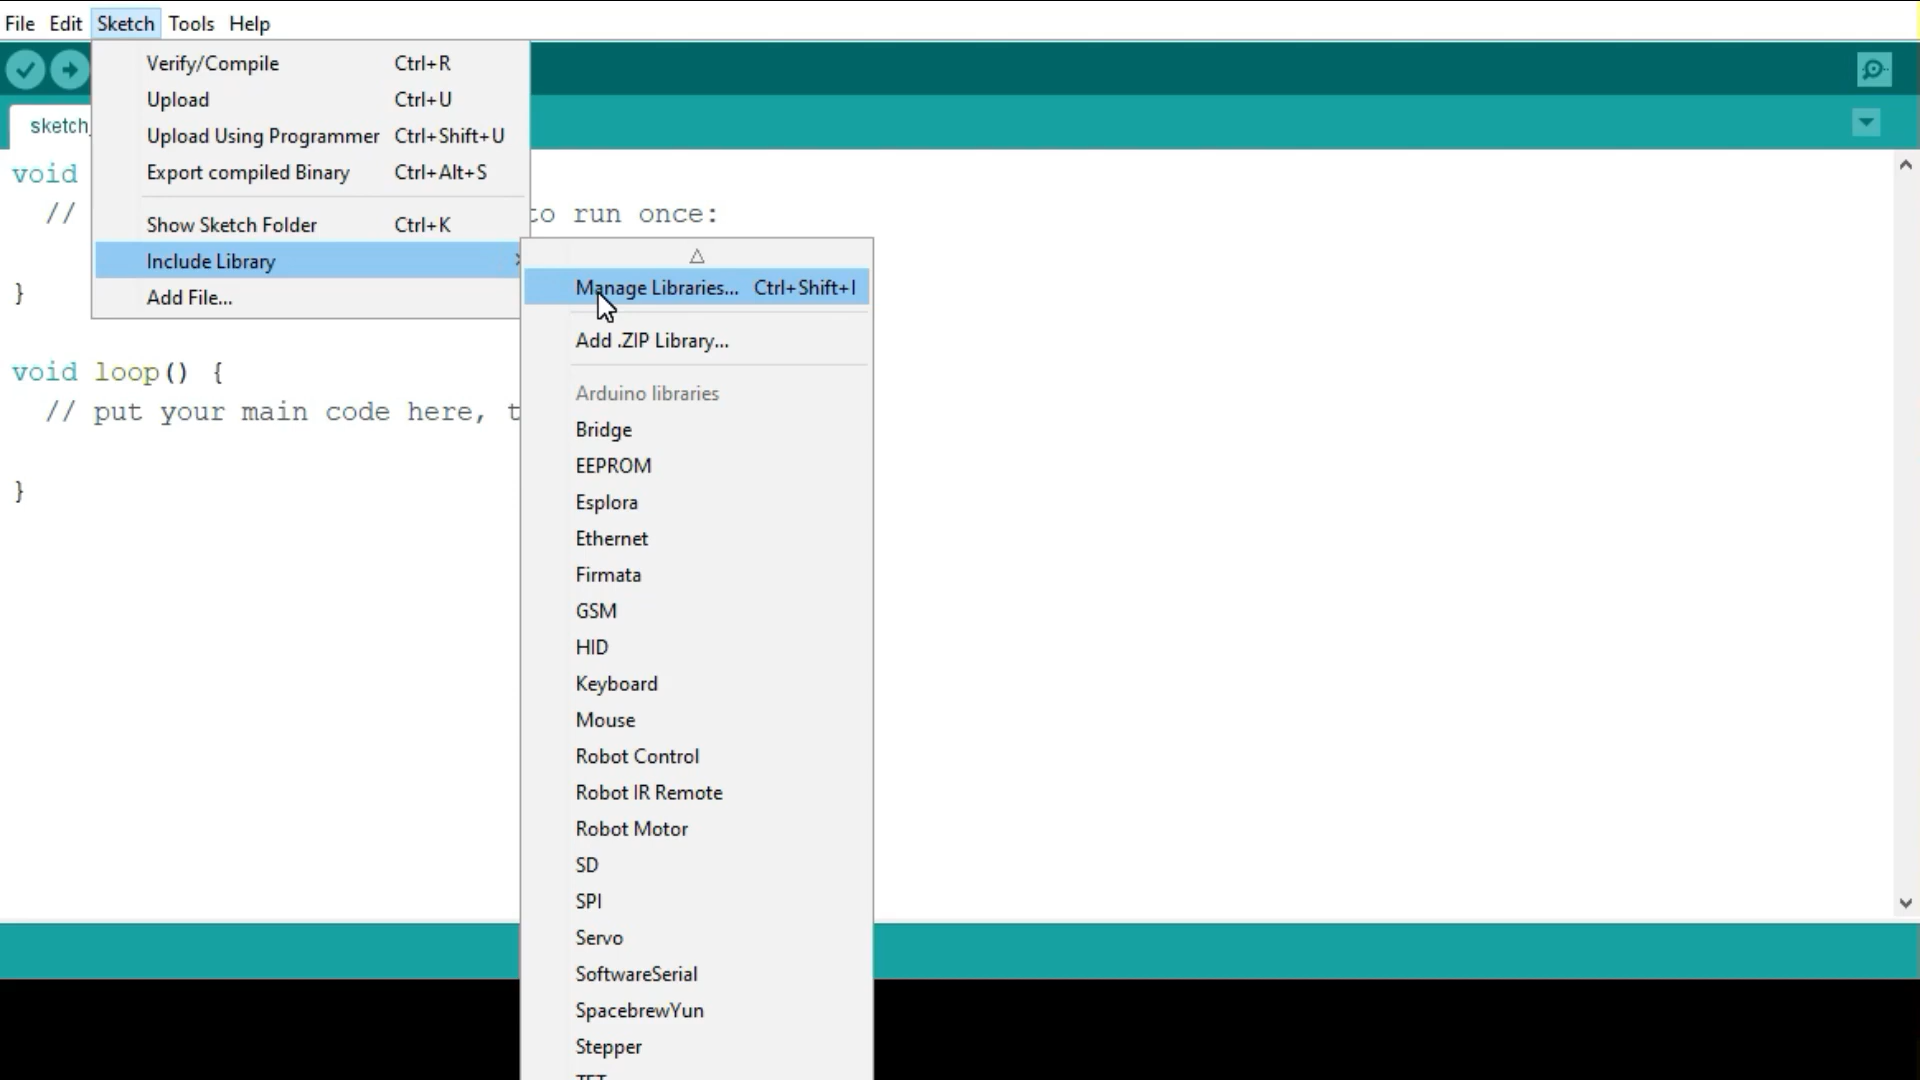 File Edit Sketch Tools Help
Verify/Compile Ctrl+R
Upload Ctrl+U
Upload Using Programmer Ctrl+Shift+U
Export compiled Binary Ctrl+Alt+S
Show Sketch Folder Ctrl+K
Include Library
Add File...
sketch_
void
// to run once:
}
void loop() {
// put your main code here, t
}
Manage Libraries... Ctrl+Shift+I
Add .ZIP Library...
Arduino libraries
Bridge
EEPROM
Esplora
Ethernet
Firmata
GSM
HID
Keyboard
Mouse
Robot Control
Robot IR Remote
Robot Motor
SD
SPI
Servo
SoftwareSerial
SpacebrewYun
Stepper